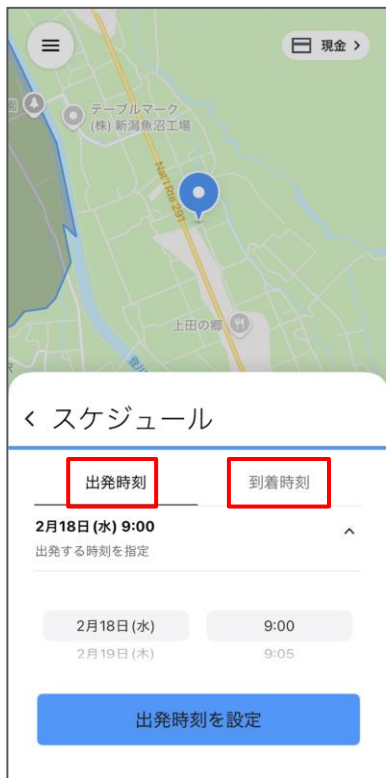 現金 >
テーブルマーク
(株) 新潟魚沼工場
Nat'l Rte 291
上田の郷
< スケジュール
出発時刻
到着時刻
2月18日 (水) 9:00
出発する時刻を指定
2月18日 (水)
9:00
2月19日 (木)
9:05
出発時刻を設定